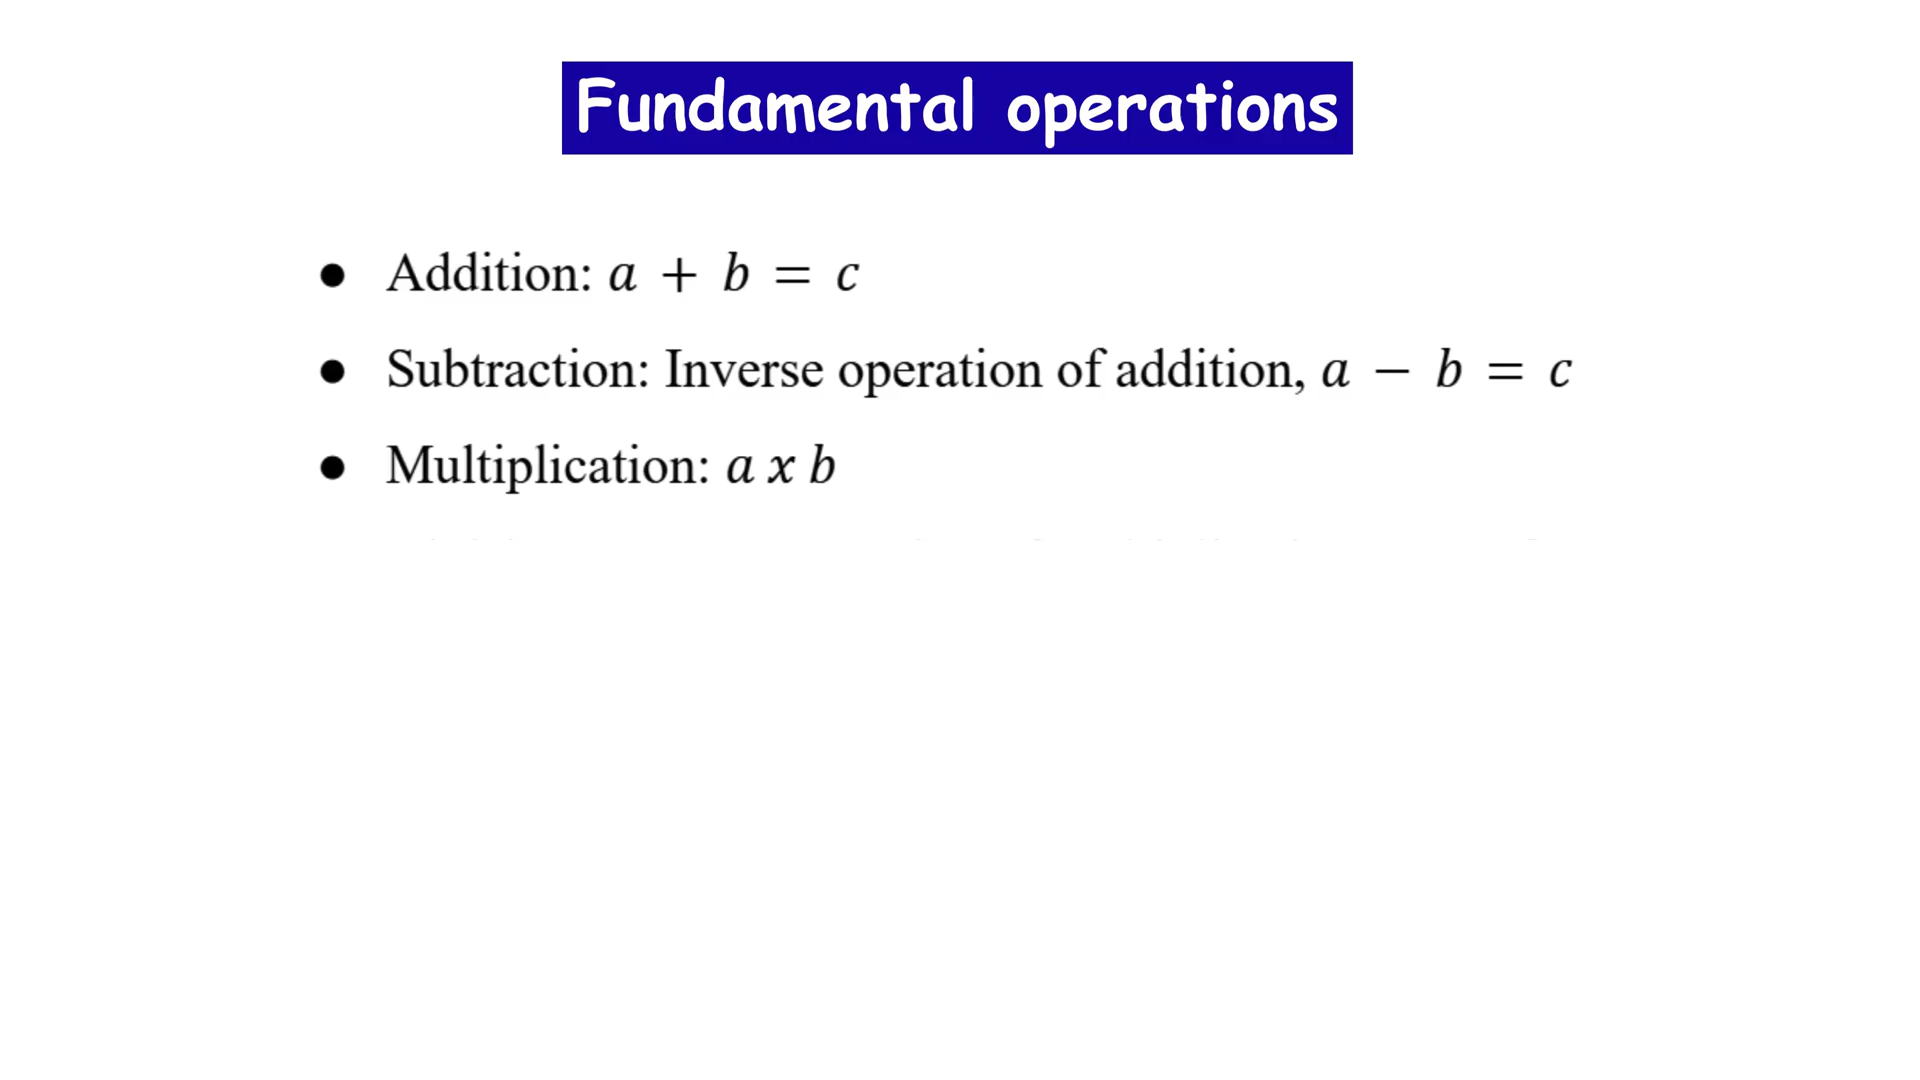 Fundamental operations
● Addition: a + b = c
● Subtraction: Inverse operation of addition, a − b = c
● Multiplication: a x b